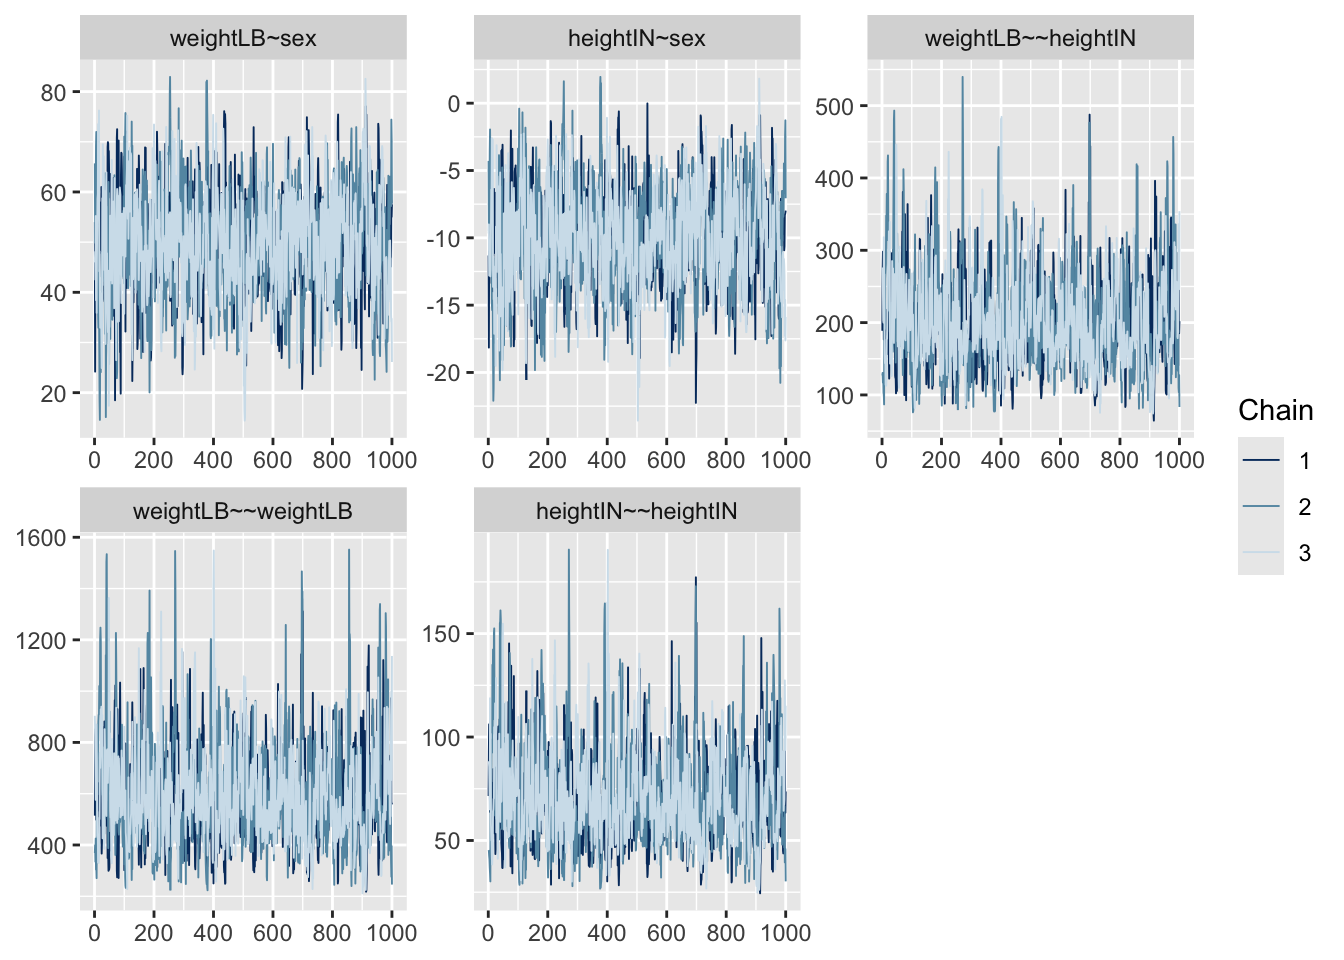 weightLB~sex heightIN~sex weightLB~~heightIN
80 60 40 20
0 -5 -10 -15 -20
500 400 300 200 100
0 200 400 600 800 1000
0 200 400 600 800 1000
0 200 400 600 800 1000
weightLB~~weightLB heightIN~~heightIN
1600 1200 800 400
150 100 50
0 200 400 600 800 1000
0 200 400 600 800 1000
Chain
1
2
3